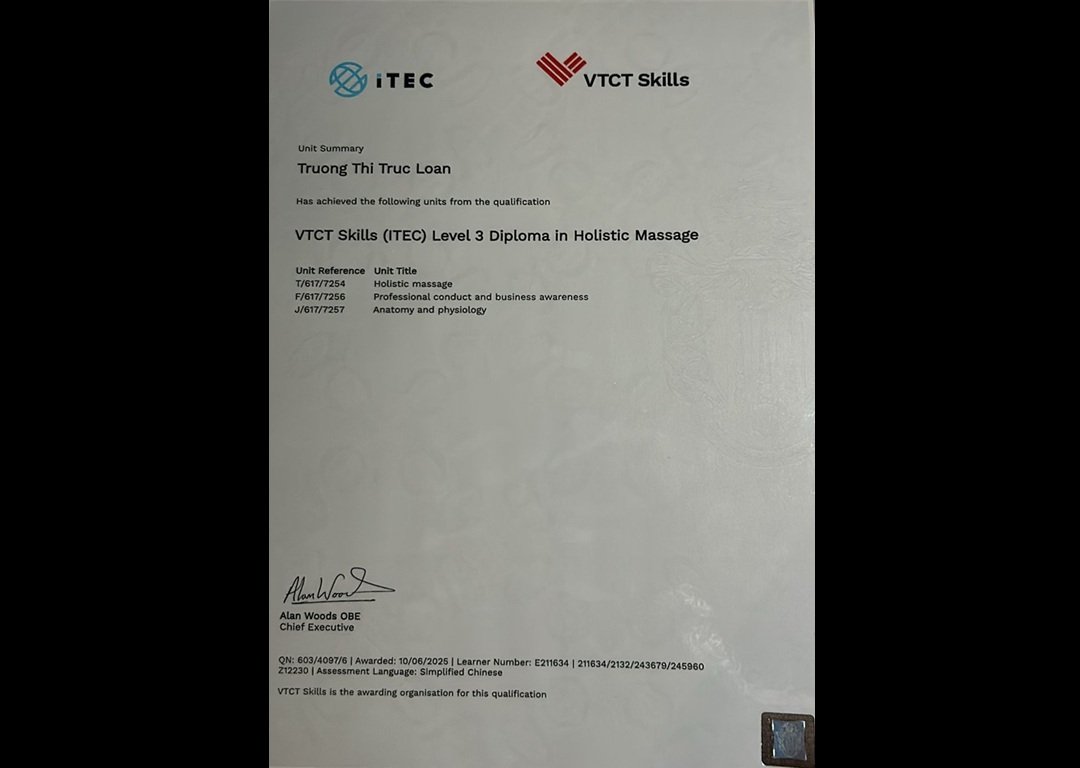 iTEC
VTCT Skills
Unit Summary
Truong Thi Truc Loan
Has achieved the following units from the qualification
VTCT Skills (ITEC) Level 3 Diploma in Holistic Massage
Unit Reference Unit Title
T/617/7254 Holistic massage
F/617/7256 Professional conduct and business awareness
J/617/7257 Anatomy and physiology
Alan Woods
Alan Woods OBE
Chief Executive
QN: 603/4097/6 | Awarded: 10/06/2025 | Learner Number: E211634 | 211634/2132/243679/245960
Z12230 | Assessment Language: Simplified Chinese
VTCT Skills is the awarding organisation for this qualification